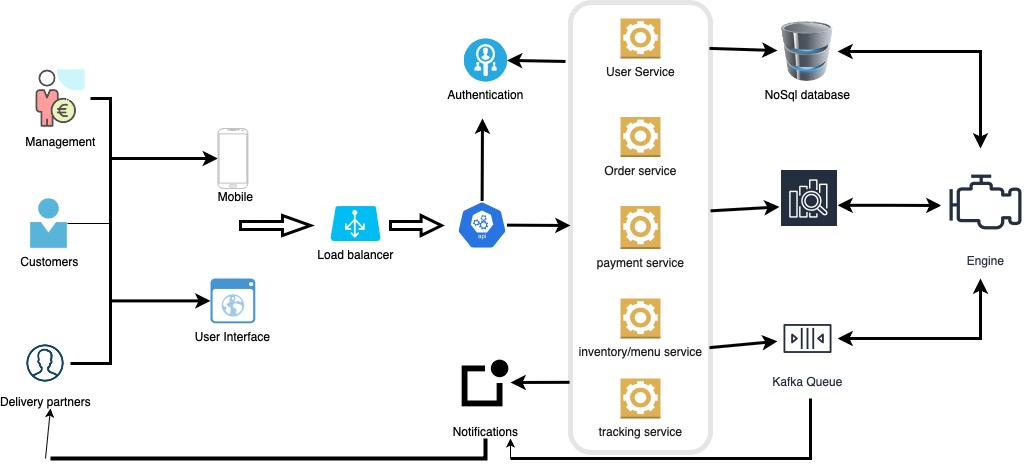 User Service
Authentication
NoSql database
Management
Order service
Mobile
api
Customers
Load balancer
payment service
Engine
User Interface
inventory/menu service
Kafka Queue
Delivery partners
Notifications
tracking service